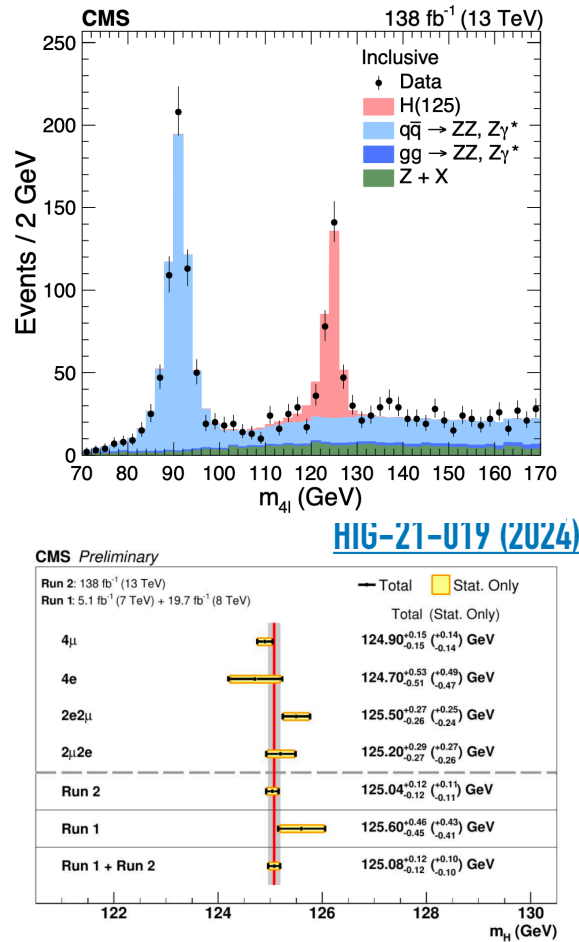 CMS 138 fb⁻¹ (13 TeV)
250
200
150
100
50
0
Events / 2 GeV
Inclusive
Data
H(125)
qq̄ → ZZ, Zγ*
gg → ZZ, Zγ*
Z + X
70 80 90 100 110 120 130 140 150 160 170
m4l (GeV)
HIG-21-019 (2024)
CMS Preliminary
Run 2: 138 fb⁻¹ (13 TeV)
Run 1: 5.1 fb⁻¹ (7 TeV) + 19.7 fb⁻¹ (8 TeV)
Total Stat. Only
Total (Stat. Only)
4μ 124.90 +0.15 −0.15 (+0.14 −0.14) GeV
4e 124.70 +0.53 −0.51 (+0.49 −0.47) GeV
2e2μ 125.50 +0.27 −0.26 (+0.25 −0.24) GeV
2μ2e 125.20 +0.29 −0.27 (+0.27 −0.26) GeV
Run 2 125.04 +0.12 −0.12 (+0.11 −0.11) GeV
Run 1 125.60 +0.46 −0.45 (+0.43 −0.41) GeV
Run 1 + Run 2 125.08 +0.12 −0.12 (+0.10 −0.10) GeV
122 124 126 128 130
mH (GeV)